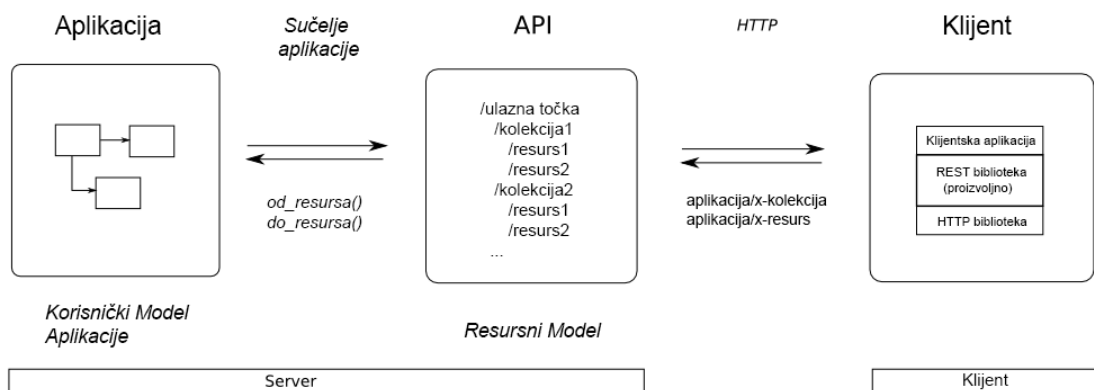 Aplikacija
Sučelje
aplikacije
API
HTTP
Klijent
/ulazna točka
/kolekcija1
/resurs1
/resurs2
/kolekcija2
/resurs1
/resurs2
...
od_resursa()
do_resursa()
aplikacija/x-kolekcija
aplikacija/x-resurs
Klijentska aplikacija
REST biblioteka
(proizvoljno)
HTTP biblioteka
Korisnički Model
Aplikacije
Resursni Model
Server
Klijent